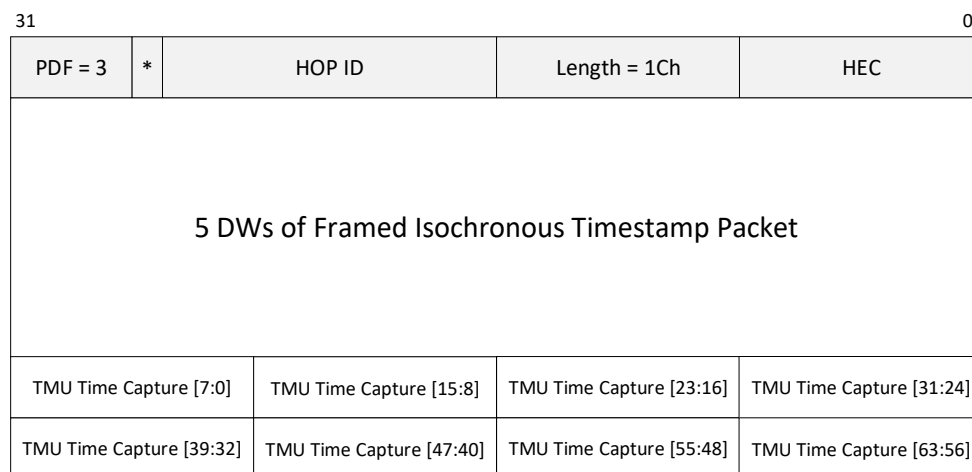 31 0
PDF = 3 * HOP ID Length = 1Ch HEC
5 DWs of Framed Isochronous Timestamp Packet
TMU Time Capture [7:0] TMU Time Capture [15:8] TMU Time Capture [23:16] TMU Time Capture [31:24]
TMU Time Capture [39:32] TMU Time Capture [47:40] TMU Time Capture [55:48] TMU Time Capture [63:56]